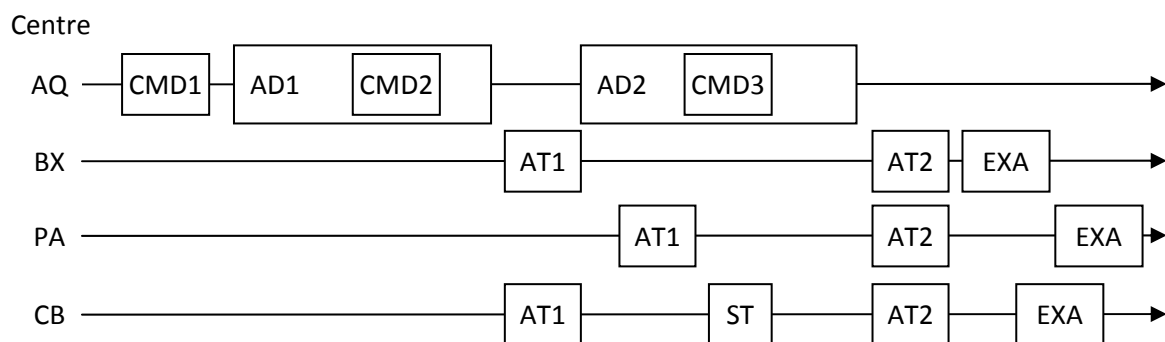 Centre
AQ CMD1 AD1 CMD2 AD2 CMD3
BX AT1 AT2 EXA
PA AT1 AT2 EXA
CB AT1 ST AT2 EXA